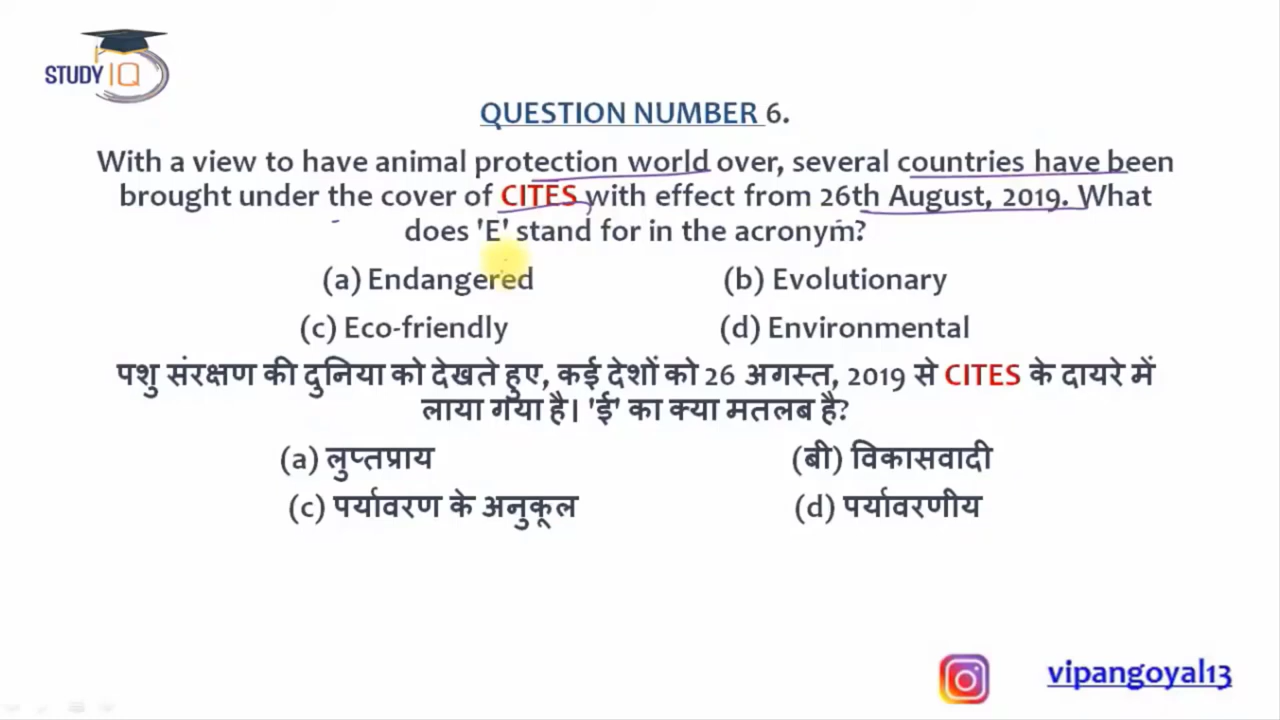 STUDY IQ
QUESTION NUMBER 6.
With a view to have animal protection world over, several countries have been
brought under the cover of CITES with effect from 26th August, 2019. What
does 'E' stand for in the acronym?
(a) Endangered (b) Evolutionary
(c) Eco-friendly (d) Environmental
पशु संरक्षण की दुनिया को देखते हुए, कई देशों को 26 अगस्त, 2019 से CITES के दायरे में
लाया गया है। 'ई' का क्या मतलब है?
(a) लुप्तप्राय (बी) विकासवादी
(c) पर्यावरण के अनुकूल (d) पर्यावरणीय
vipangoyal13